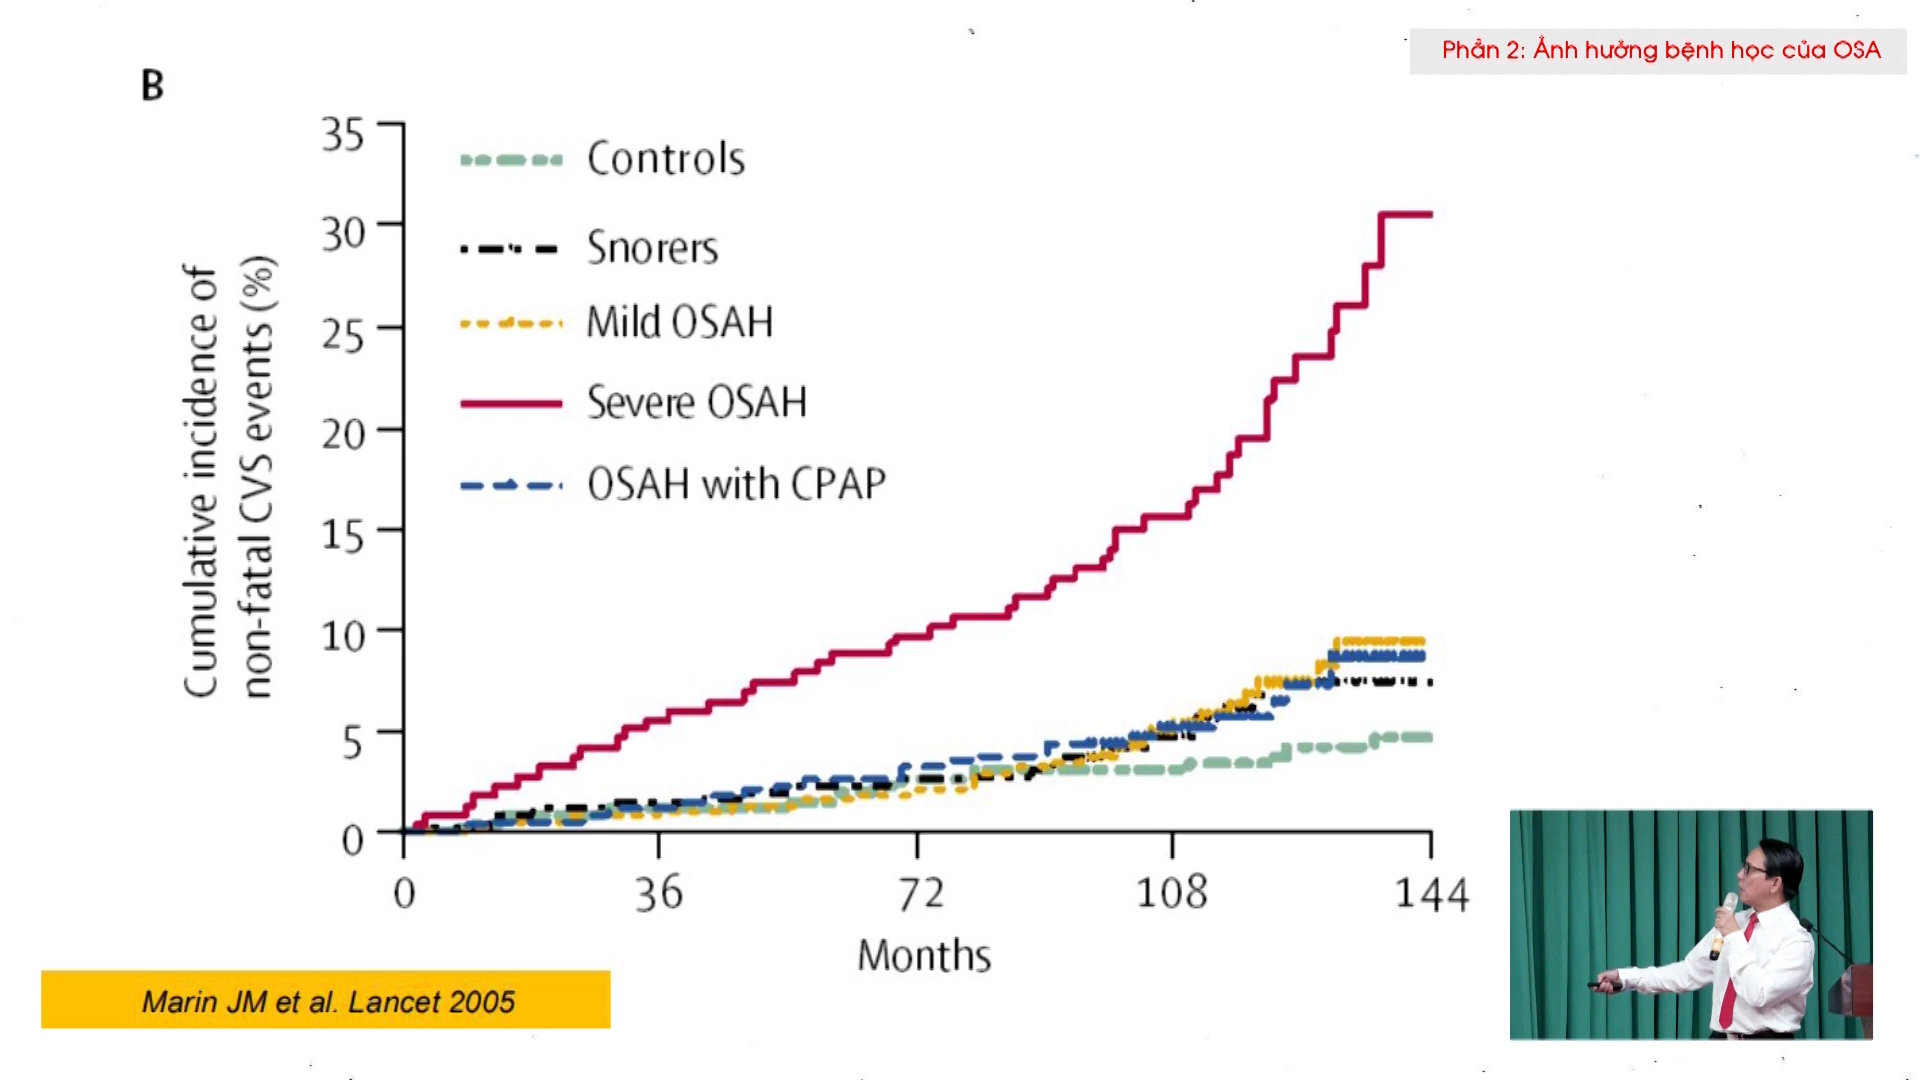 Phần 2: Ảnh hưởng bệnh học của OSA
B
35
30
25
20
15
10
5
0
Cumulative incidence of
non-fatal CVS events (%)
Controls
Snorers
Mild OSAH
Severe OSAH
OSAH with CPAP
0 36 72 108 144
Months
Marin JM et al. Lancet 2005